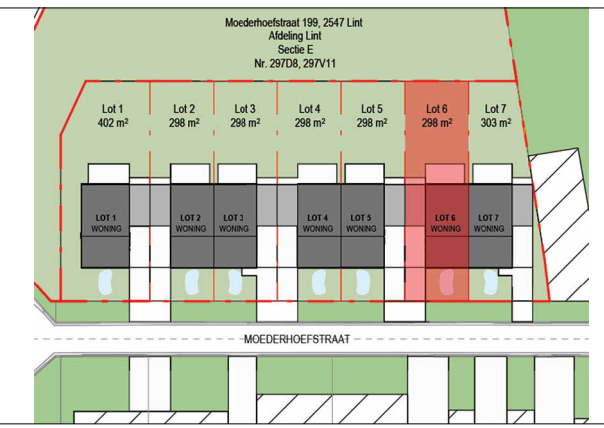 Moederhoefstraat 199, 2547 Lint
Afdeling Lint
Sectie E
Nr. 297D8, 297V11
Lot 1
402 m²
Lot 2
298 m²
Lot 3
298 m²
Lot 4
298 m²
Lot 5
298 m²
Lot 6
298 m²
Lot 7
303 m²
LOT 1
WONING
LOT 2
WONING
LOT 3
WONING
LOT 4
WONING
LOT 5
WONING
LOT 6
WONING
LOT 7
WONING
MOEDERHOEFSTRAAT